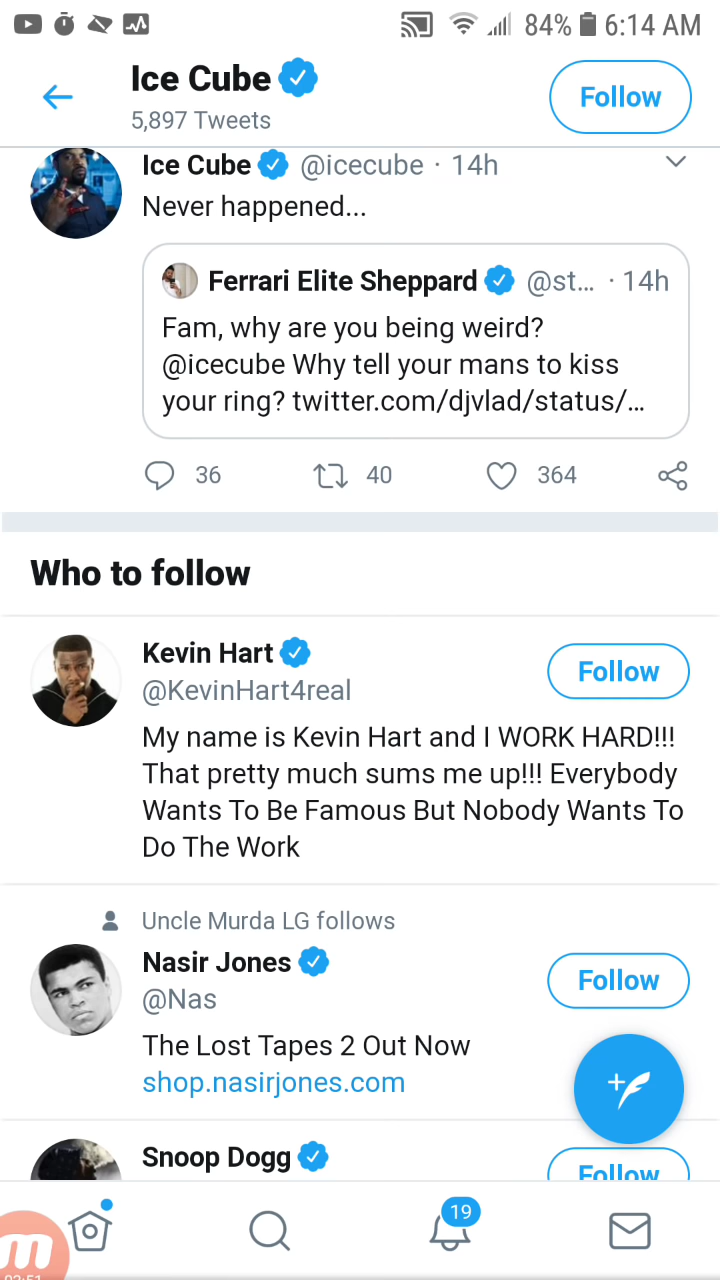 84% 6:14 AM
Ice Cube
5,897 Tweets
Follow
Ice Cube @icecube · 14h
Never happened...
Ferrari Elite Sheppard @st... · 14h
Fam, why are you being weird?
@icecube Why tell your mans to kiss
your ring? twitter.com/djvlad/status/...
36 40 364
Who to follow
Kevin Hart
@KevinHart4real
Follow
My name is Kevin Hart and I WORK HARD!!!
That pretty much sums me up!!! Everybody
Wants To Be Famous But Nobody Wants To
Do The Work
Uncle Murda LG follows
Nasir Jones
@Nas
Follow
The Lost Tapes 2 Out Now
shop.nasirjones.com
Snoop Dogg
Follow
19